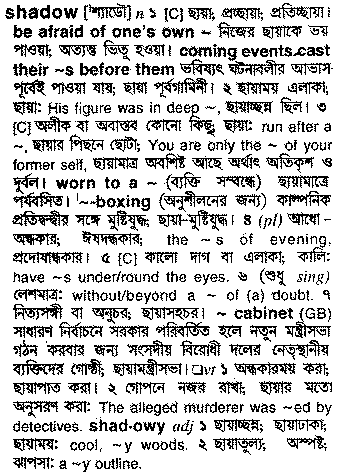 shadow [শ্যাডৌ] n ১ [C] ছায়া; প্রচ্ছায়া; প্রতিচ্ছায়া।
be afraid of one's own ~ নিজের ছায়াকে ভয়
পাওয়া; অত্যন্ত ভিতু হওয়া। coming events cast
their ~s before them ভবিষ্যৎ ঘটনাবলীর আভাস
পূর্বেই পাওয়া যায়; ছায়া পূর্বগামিনী। ২ ছায়াময় এলাকা;
ছায়া: His figure was in deep ~, ছায়াচ্ছন্ন ছিল। ৩
[C] অলীক বা অবাস্তব কোনো কিছু; ছায়া: run after a
~, ছায়ার পিছনে ছোটা; You are only the ~ of your
former self, ছায়ামাত্র অবশিষ্ট আছে অর্থাৎ অতিকৃশ ও
দুর্বল। worn to a ~ (ব্যক্তি সম্বন্ধে) ছায়ামাত্রে
পর্যবসিত। '~-boxing (অনুশীলনের জন্য) কাল্পনিক
প্রতিদ্বন্দ্বীর সঙ্গে মুষ্টিযুদ্ধ; ছায়া-মুষ্টিযুদ্ধ। ৪ (pl) আধো-
অন্ধকার; ঈষদন্ধকার; the ~s of evening,
প্রদোষান্ধকার। ৫ [C] কালো দাগ বা এলাকা; কালি:
have ~s under/round the eyes. ৬ (শুধু sing)
লেশমাত্র: without/beyond a ~ of (a) doubt. ৭
নিত্যসঙ্গী বা অনুচর; ছায়াসহচর। ~ cabinet (GB)
সাধারণ নির্বাচনে সরকার পরিবর্তিত হলে নতুন মন্ত্রীসভা
গঠন করবার জন্য সংসদীয় বিরোধী দলের নেতৃস্থানীয়
ব্যক্তিদের গোষ্ঠী; ছায়ামন্ত্রীসভা। □vt ১ অন্ধকারময় করা;
ছায়াপাত করা। ২ গোপনে নজর রাখা; ছায়ার মতো
অনুসরণ করা: The alleged murderer was ~ed by
detectives. shad·owy adj ১ ছায়াচ্ছন্ন; ছায়াঢাকা;
ছায়াময়: cool, ~y woods. ২ ছায়াতুল্য; অস্পষ্ট;
ঝাপসা: a ~y outline.